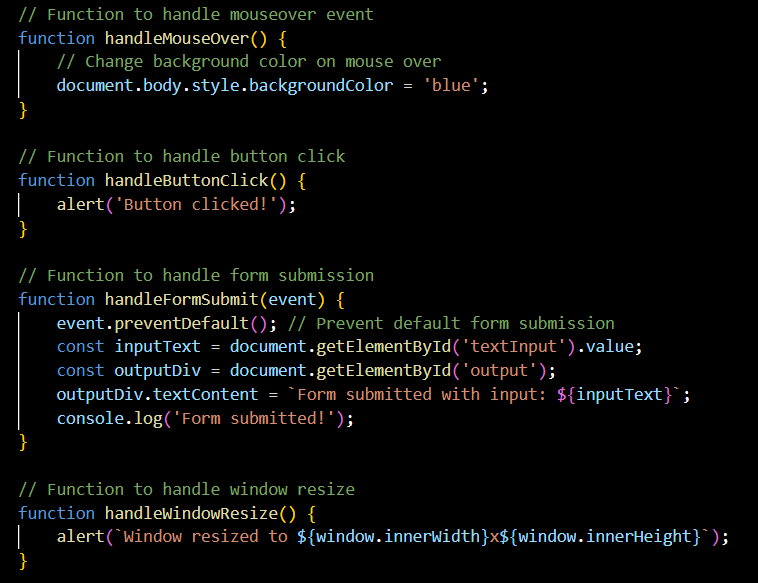 // Function to handle mouseover event
function handleMouseOver() {
    // Change background color on mouse over
    document.body.style.backgroundColor = 'blue';
}

// Function to handle button click
function handleButtonClick() {
    alert('Button clicked!');
}

// Function to handle form submission
function handleFormSubmit(event) {
    event.preventDefault(); // Prevent default form submission
    const inputText = document.getElementById('textInput').value;
    const outputDiv = document.getElementById('output');
    outputDiv.textContent = `Form submitted with input: ${inputText}`;
    console.log('Form submitted!');
}

// Function to handle window resize
function handleWindowResize() {
    alert(`Window resized to ${window.innerWidth}x${window.innerHeight}`);
}